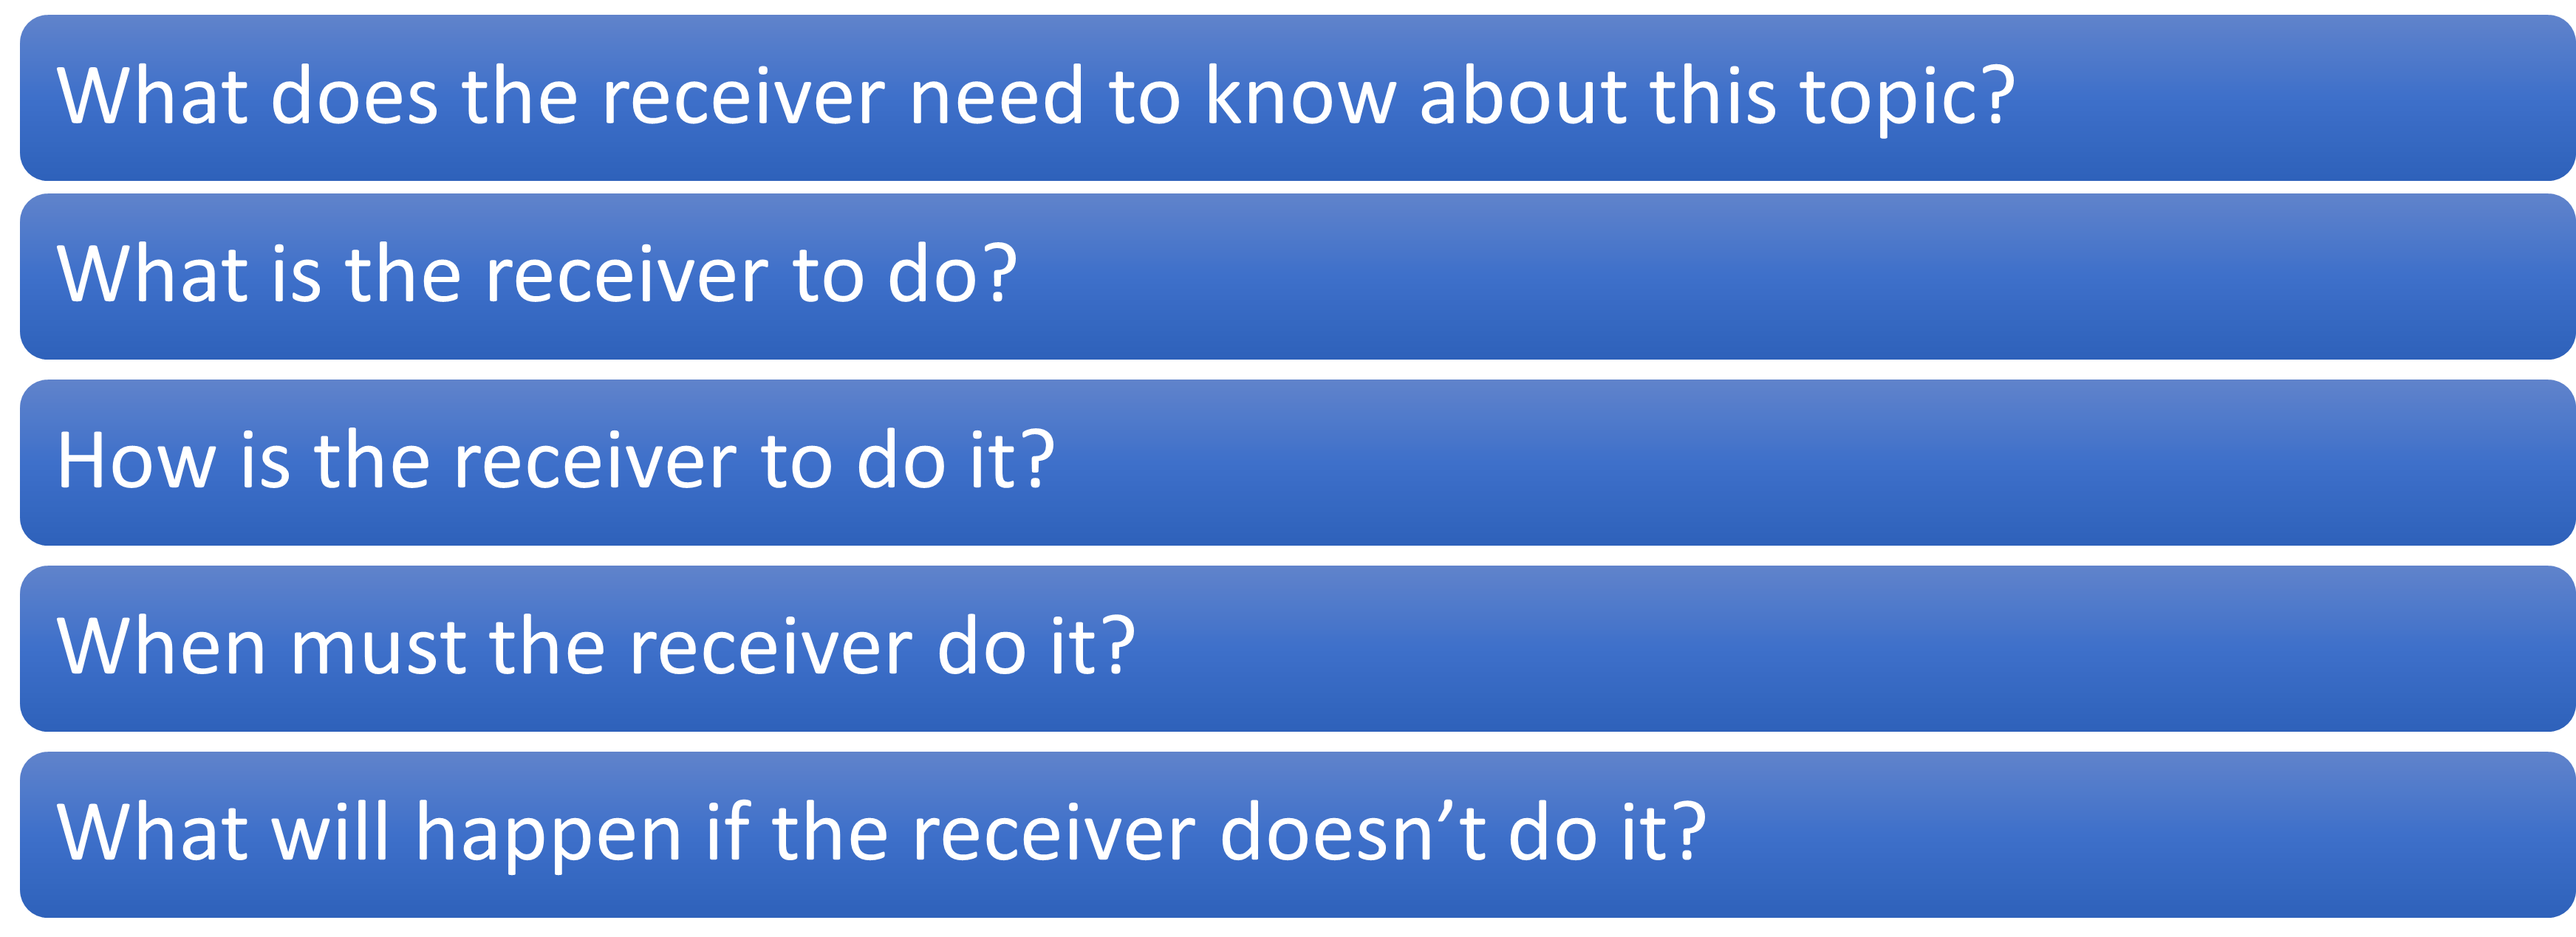 What does the receiver need to know about this topic?
What is the receiver to do?
How is the receiver to do it?
When must the receiver do it?
What will happen if the receiver doesn’t do it?